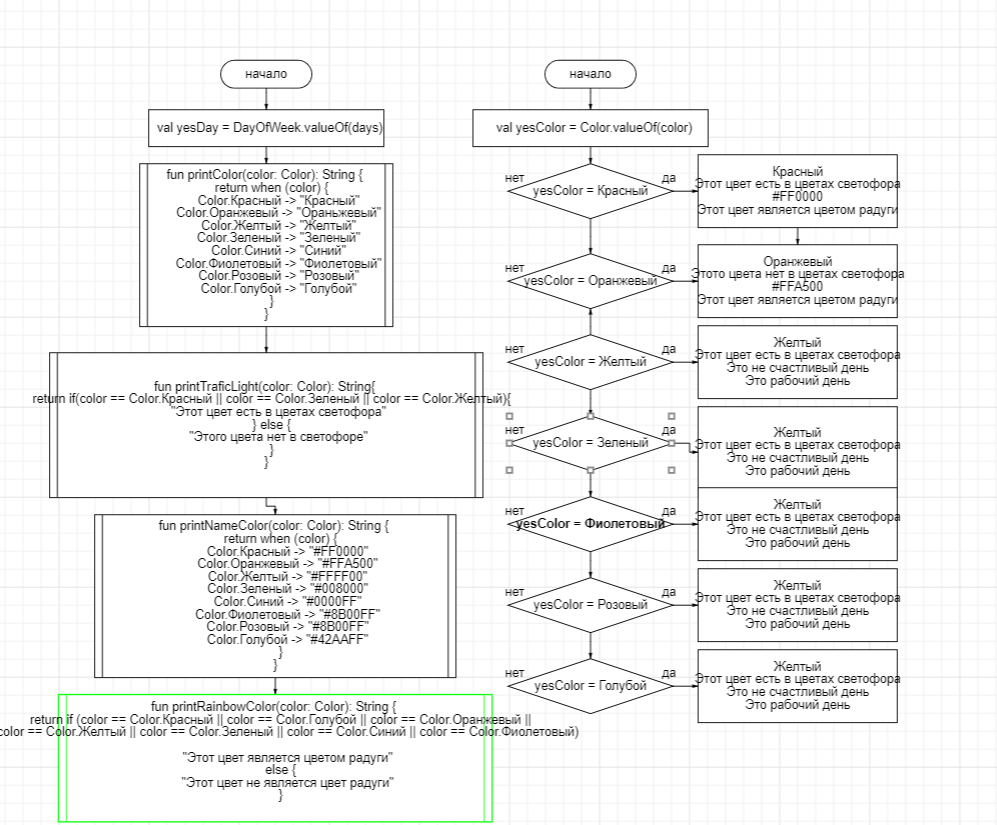 начало
val yesDay = DayOfWeek.valueOf(days)
fun printColor(color: Color): String {
return when (color) {
Color.Красный -> "Красный"
Color.Оранжевый -> "Ораньжевый"
Color.Желтый -> "Желтый"
Color.Зеленый -> "Зеленый"
Color.Синий -> "Синий"
Color.Фиолетовый -> "Фиолетовый"
Color.Розовый -> "Розовый"
Color.Голубой -> "Голубой"
}
}
fun printTraficLight(color: Color): String{
return if(color == Color.Красный || color == Color.Зеленый || color == Color.Желтый){
"Этот цвет есть в цветах светофора"
} else {
"Этого цвета нет в светофоре"
}
}
fun printNameColor(color: Color): String {
return when (color) {
Color.Красный -> "#FF0000"
Color.Оранжевый -> "#FFA500"
Color.Желтый -> "#FFFF00"
Color.Зеленый -> "#008000"
Color.Синий -> "#0000FF"
Color.Фиолетовый -> "#8B00FF"
Color.Розовый -> "#8B00FF"
Color.Голубой -> "#42AAFF"
}
}
fun printRainbowColor(color: Color): String {
return if (color == Color.Красный || color == Color.Голубой || color == Color.Оранжевый ||
color == Color.Желтый || color == Color.Зеленый || color == Color.Синий || color == Color.Фиолетовый)
"Этот цвет является цветом радуги"
else {
"Этот цвет не является цвет радуги"
}
начало
val yesColor = Color.valueOf(color)
нет
yesColor = Красный
да
Красный
Этот цвет есть в цветах светофора
#FF0000
Этот цвет является цветом радуги
нет
yesColor = Оранжевый
да
Оранжевый
Этото цвета нет в цветах светофора
#FFA500
Этот цвет является цветом радуги
нет
yesColor = Желтый
да
Желтый
Этот цвет есть в цветах светофора
Это не счастливый день
Это рабочий день
нет
yesColor = Зеленый
да
Желтый
Этот цвет есть в цветах светофора
Это не счастливый день
Это рабочий день
нет
yesColor = Фиолетовый
да
Желтый
Этот цвет есть в цветах светофора
Это не счастливый день
Это рабочий день
нет
yesColor = Розовый
да
Желтый
Этот цвет есть в цветах светофора
Это не счастливый день
Это рабочий день
нет
yesColor = Голубой
да
Желтый
Этот цвет есть в цветах светофора
Это не счастливый день
Это рабочий день